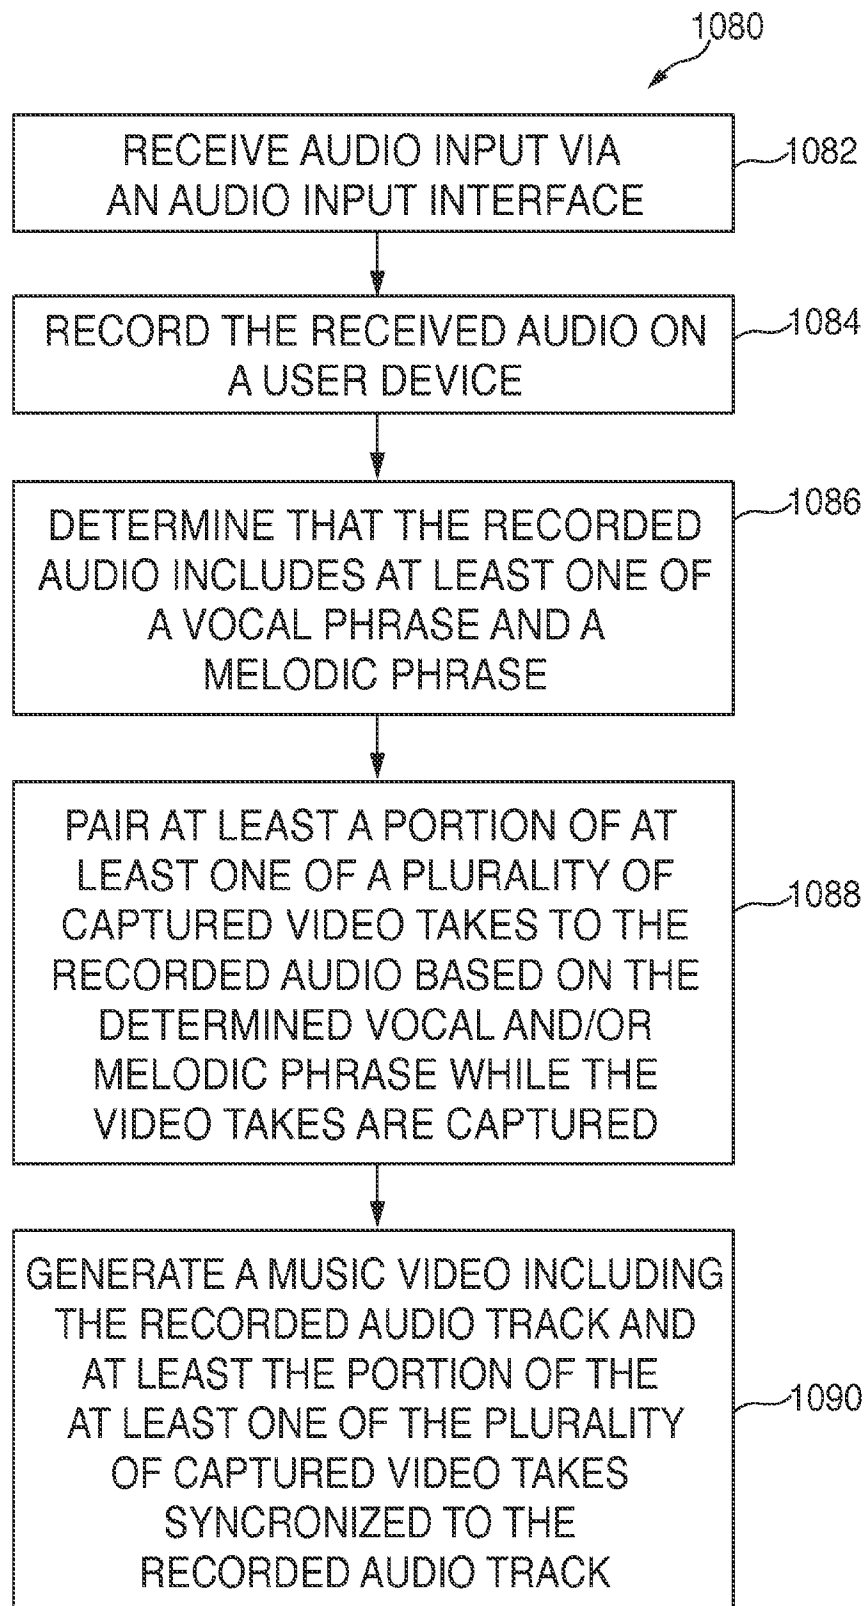 1080
RECEIVE AUDIO INPUT VIA
AN AUDIO INPUT INTERFACE
1082
RECORD THE RECEIVED AUDIO ON
A USER DEVICE
1084
DETERMINE THAT THE RECORDED
AUDIO INCLUDES AT LEAST ONE OF
A VOCAL PHRASE AND A
MELODIC PHRASE
1086
PAIR AT LEAST A PORTION OF AT
LEAST ONE OF A PLURALITY OF
CAPTURED VIDEO TAKES TO THE
RECORDED AUDIO BASED ON THE
DETERMINED VOCAL AND/OR
MELODIC PHRASE WHILE THE
VIDEO TAKES ARE CAPTURED
1088
GENERATE A MUSIC VIDEO INCLUDING
THE RECORDED AUDIO TRACK AND
AT LEAST THE PORTION OF THE
AT LEAST ONE OF THE PLURALITY
OF CAPTURED VIDEO TAKES
SYNCRONIZED TO THE
RECORDED AUDIO TRACK
1090